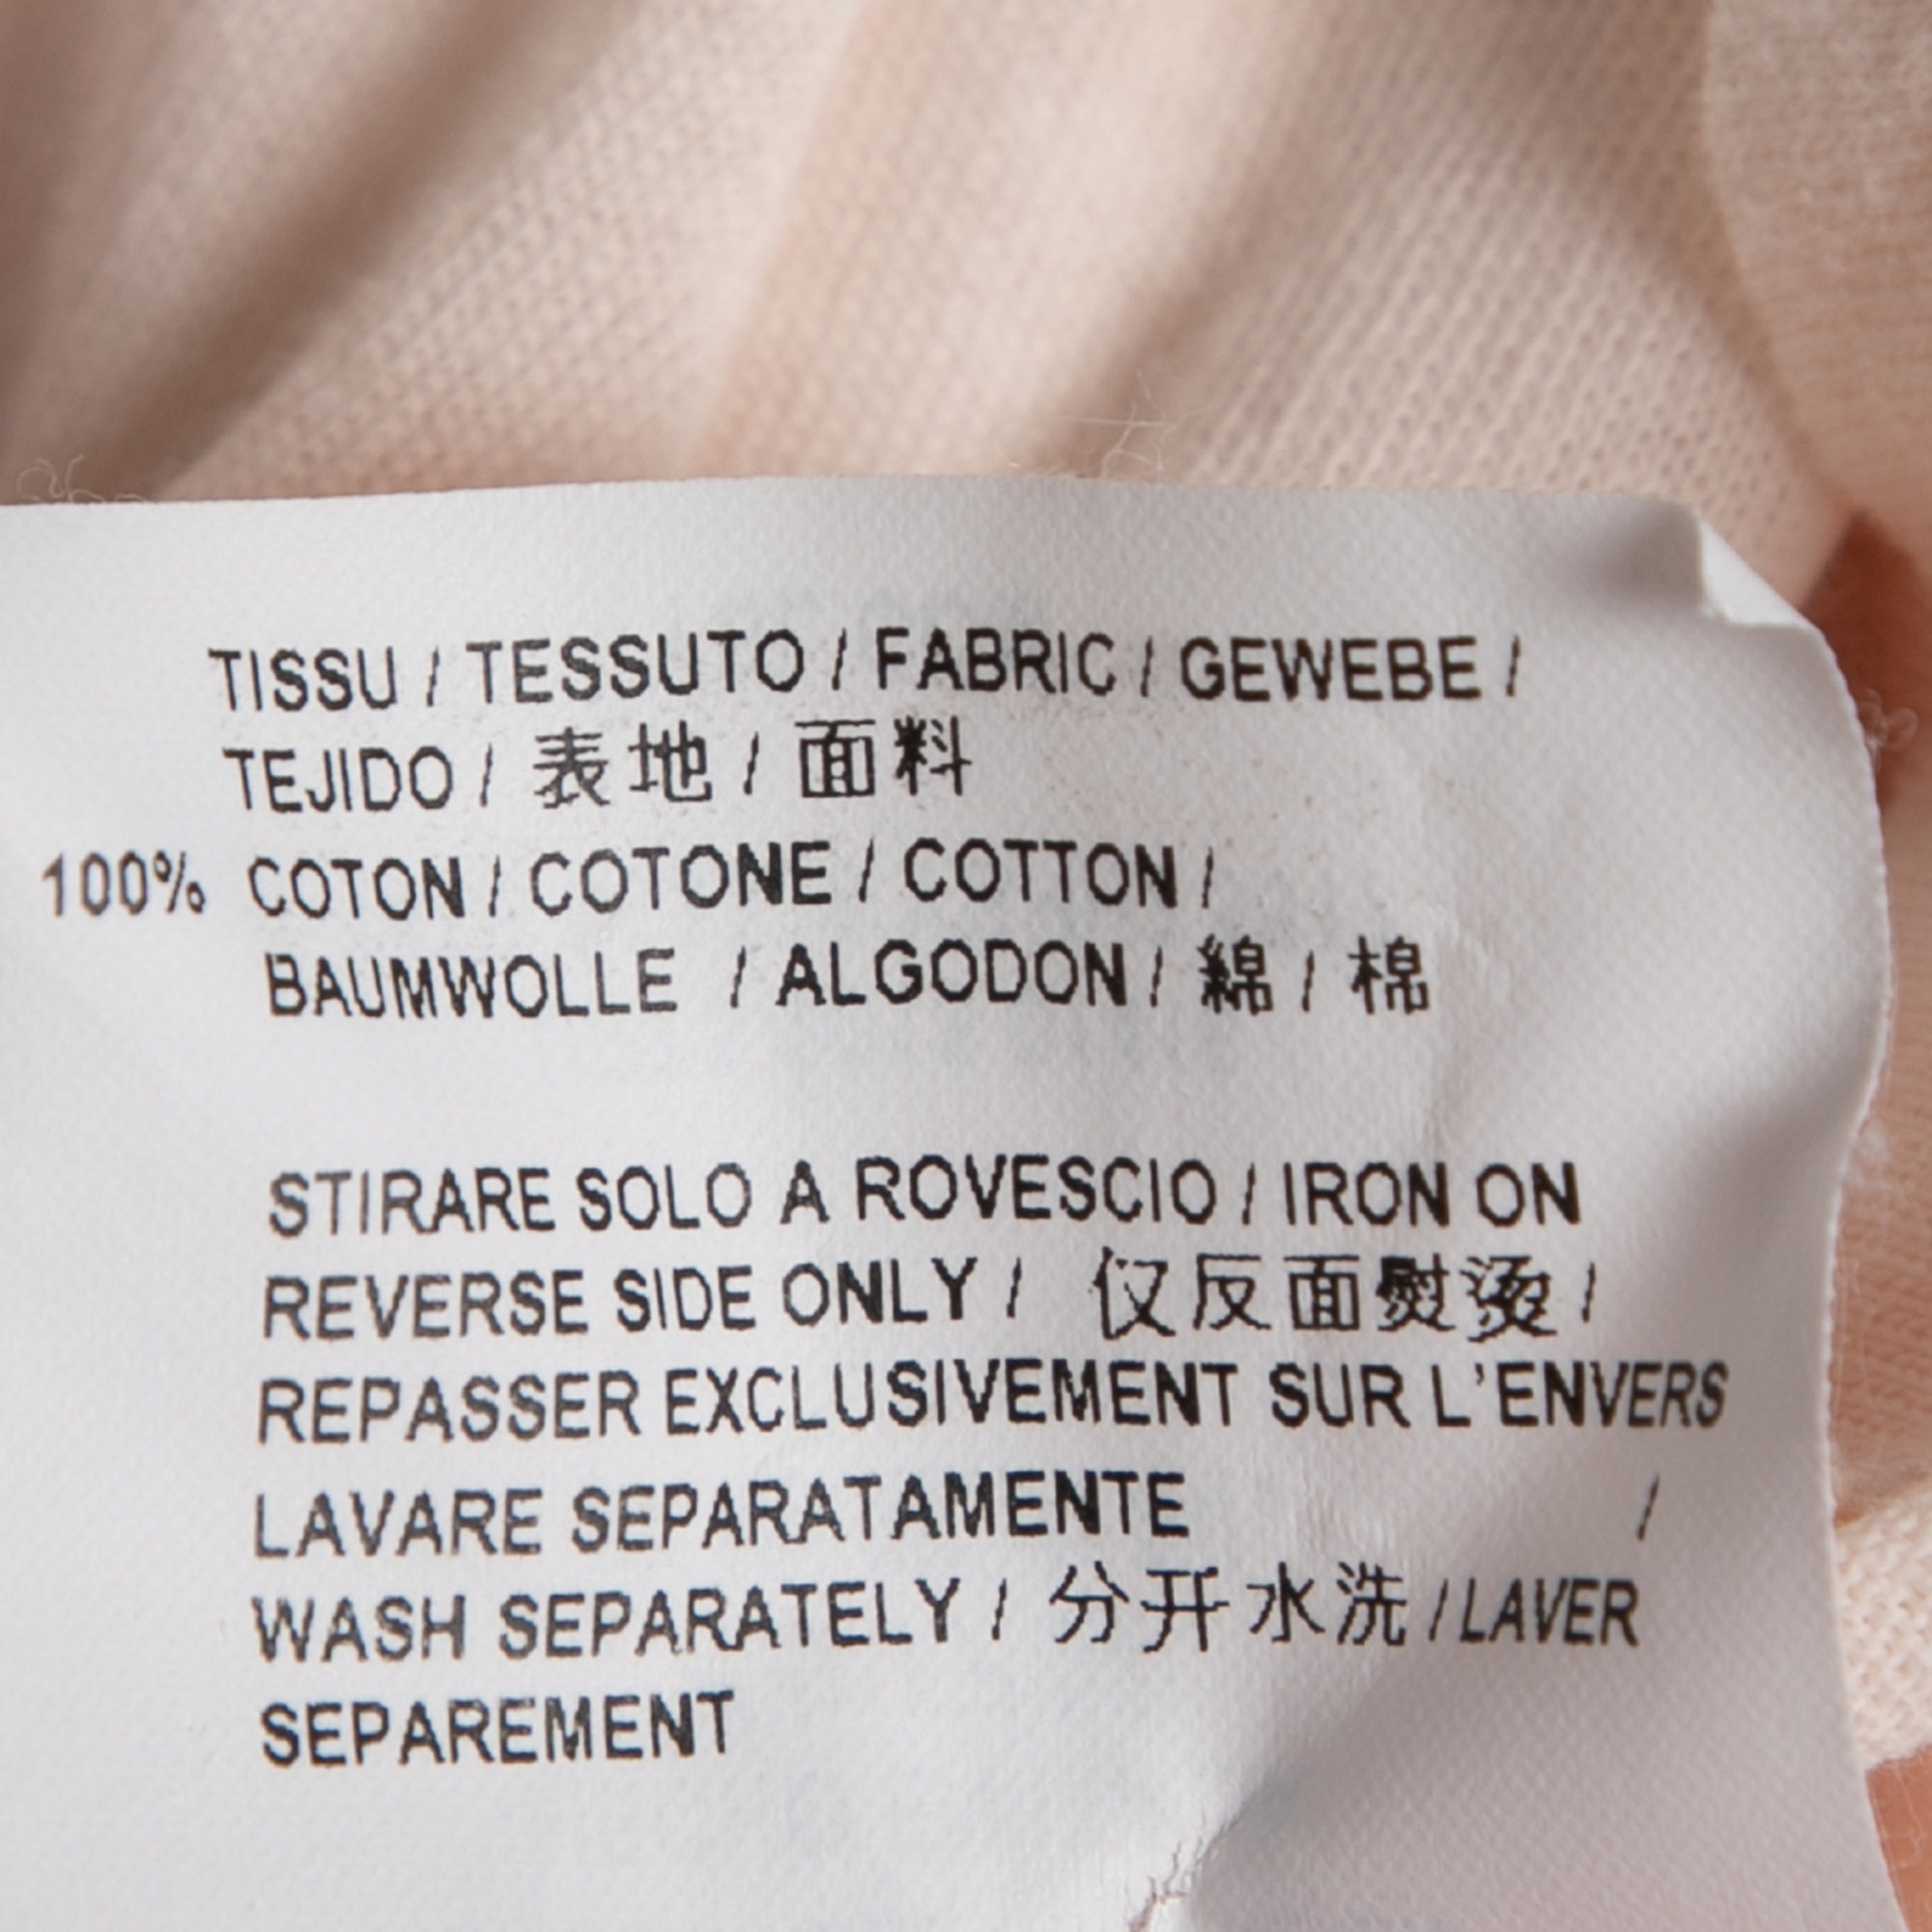 TISSU / TESSUTO / FABRIC / GEWEBE /
TEJIDO / 表地 / 面料
100% COTON / COTONE / COTTON /
BAUMWOLLE / ALGODON / 綿 / 棉
STIRARE SOLO A ROVESCIO / IRON ON
REVERSE SIDE ONLY / 仅反面熨烫 /
REPASSER EXCLUSIVEMENT SUR L'ENVERS
LAVARE SEPARATAMENTE /
WASH SEPARATELY / 分开水洗 / LAVER
SEPAREMENT